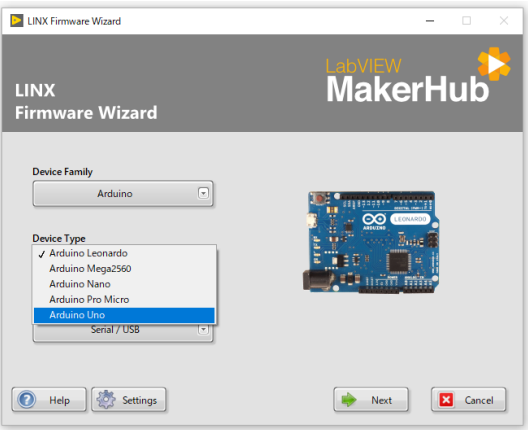 LINX Firmware Wizard
LabVIEW
MakerHub
LINX
Firmware Wizard
Device Family
Arduino
Device Type
✓ Arduino Leonardo
Arduino Mega2560
Arduino Nano
Arduino Pro Micro
Arduino Uno
Serial / USB
LEONARDO
ARDUINO
Help
Settings
Next
Cancel